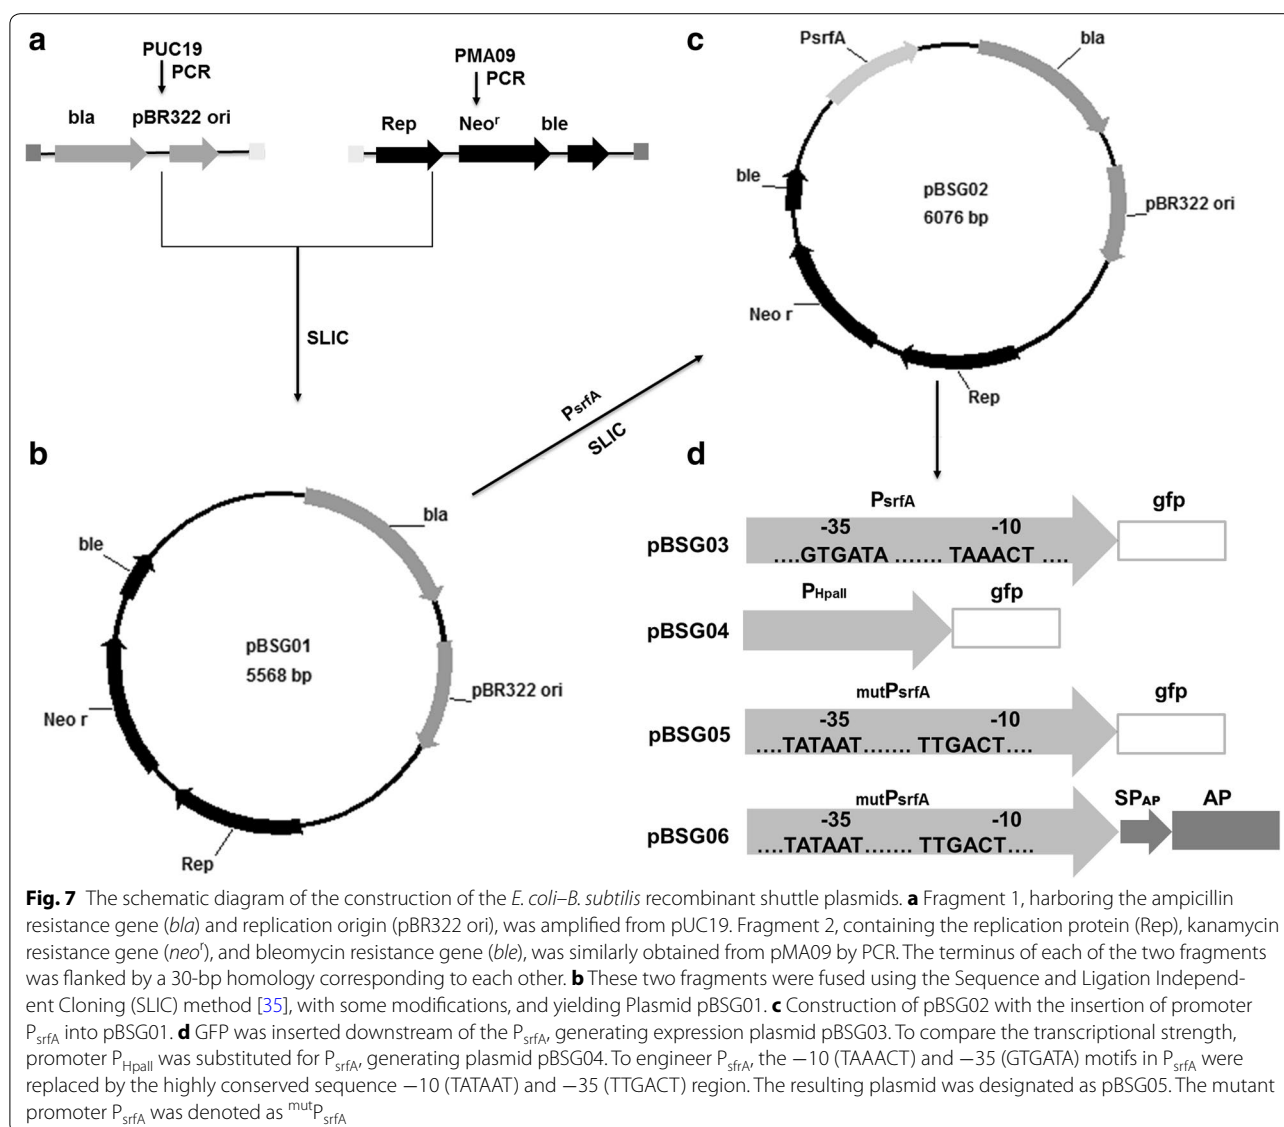 a
PUC19
PCR
bla
pBR322 ori
PMA09
PCR
Rep
Neoʳ
ble
SLIC
b
bla
ble
pBSG01
5568 bp
pBR322 ori
Neo r
Rep
PsrfA
SLIC
c
PsrfA
bla
ble
pBSG02
6076 bp
pBR322 ori
Neo r
Rep
d
PsrfA
gfp
-35 -10
pBSG03
....GTGATA ....... TAAACT ....
PHpaII
gfp
pBSG04
mutPsrfA
gfp
-35 -10
pBSG05
....TATAAT....... TTGACT....
mutPsrfA
SPAP AP
-35 -10
pBSG06
....TATAAT....... TTGACT....
Fig. 7 The schematic diagram of the construction of the E. coli–B. subtilis recombinant shuttle plasmids. a Fragment 1, harboring the ampicillin
resistance gene (bla) and replication origin (pBR322 ori), was amplified from pUC19. Fragment 2, containing the replication protein (Rep), kanamycin
resistance gene (neoʳ), and bleomycin resistance gene (ble), was similarly obtained from pMA09 by PCR. The terminus of each of the two fragments
was flanked by a 30-bp homology corresponding to each other. b These two fragments were fused using the Sequence and Ligation Independ-
ent Cloning (SLIC) method [35], with some modifications, and yielding Plasmid pBSG01. c Construction of pBSG02 with the insertion of promoter
PsrfA into pBSG01. d GFP was inserted downstream of the PsrfA, generating expression plasmid pBSG03. To compare the transcriptional strength,
promoter PHpaII was substituted for PsrfA, generating plasmid pBSG04. To engineer PsfrA, the −10 (TAAACT) and −35 (GTGATA) motifs in PsrfA were
replaced by the highly conserved sequence −10 (TATAAT) and −35 (TTGACT) region. The resulting plasmid was designated as pBSG05. The mutant
promoter PsrfA was denoted as mutPsrfA